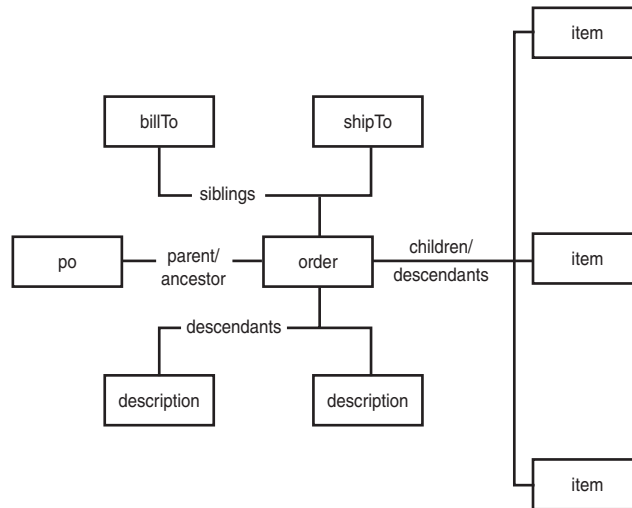 item
billTo
shipTo
siblings
po
parent/
ancestor
order
children/
descendants
item
descendants
description
description
item